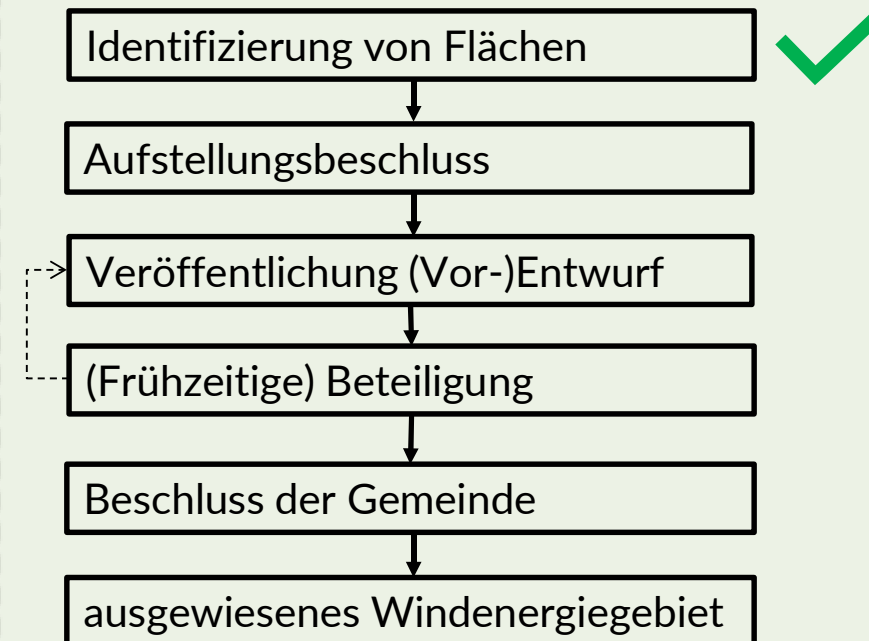 Identifizierung von Flächen
Aufstellungsbeschluss
Veröffentlichung (Vor-)Entwurf
(Frühzeitige) Beteiligung
Beschluss der Gemeinde
ausgewiesenes Windenergiegebiet